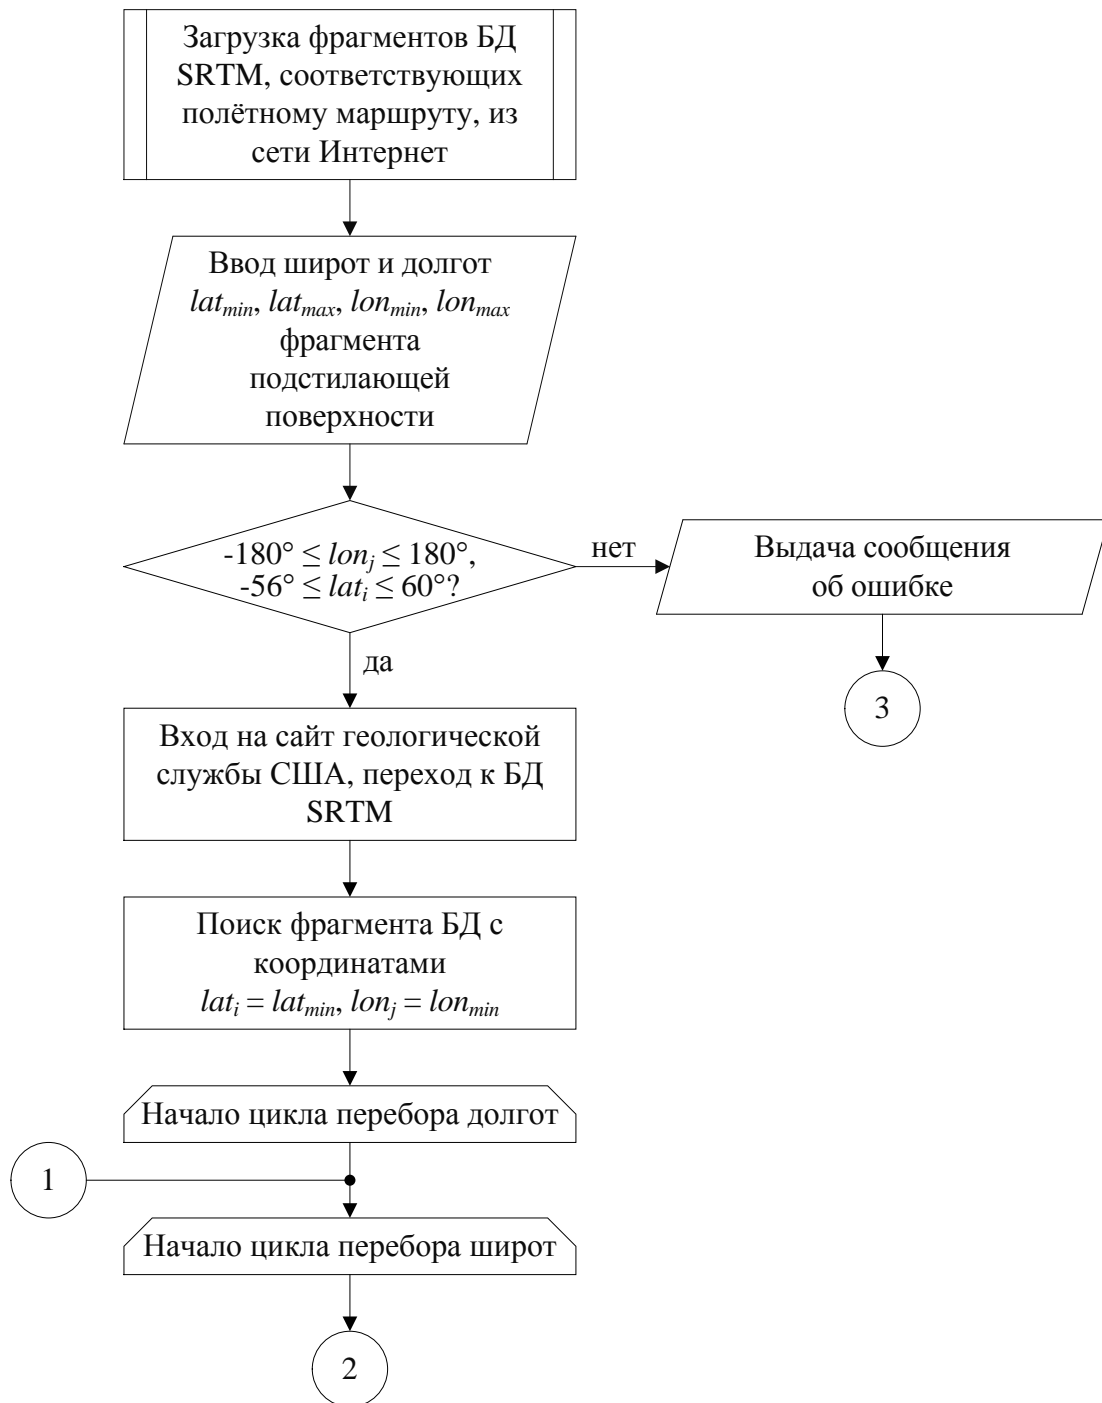 Загрузка фрагментов БД
SRTM, соответствующих
полётному маршруту, из
сети Интернет
Ввод широт и долгот
lat_min, lat_max, lon_min, lon_max
фрагмента
подстилающей
поверхности
-180° ≤ lon_j ≤ 180°,
-56° ≤ lat_i ≤ 60°?
нет
Выдача сообщения
об ошибке
3
да
Вход на сайт геологической
службы США, переход к БД
SRTM
Поиск фрагмента БД с
координатами
lat_i = lat_min, lon_j = lon_min
Начало цикла перебора долгот
1
Начало цикла перебора широт
2